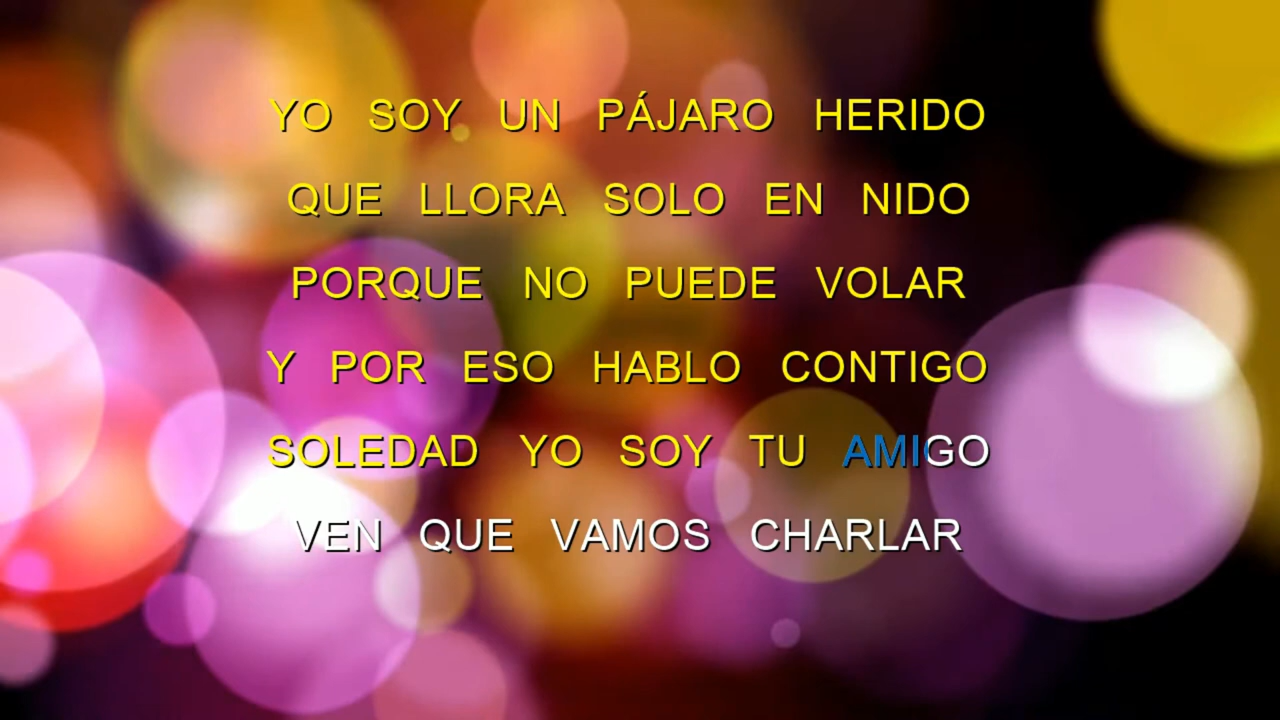 YO SOY UN PÁJARO HERIDO
QUE LLORA SOLO EN NIDO
PORQUE NO PUEDE VOLAR
Y POR ESO HABLO CONTIGO
SOLEDAD YO SOY TU AMIGO
VEN QUE VAMOS CHARLAR